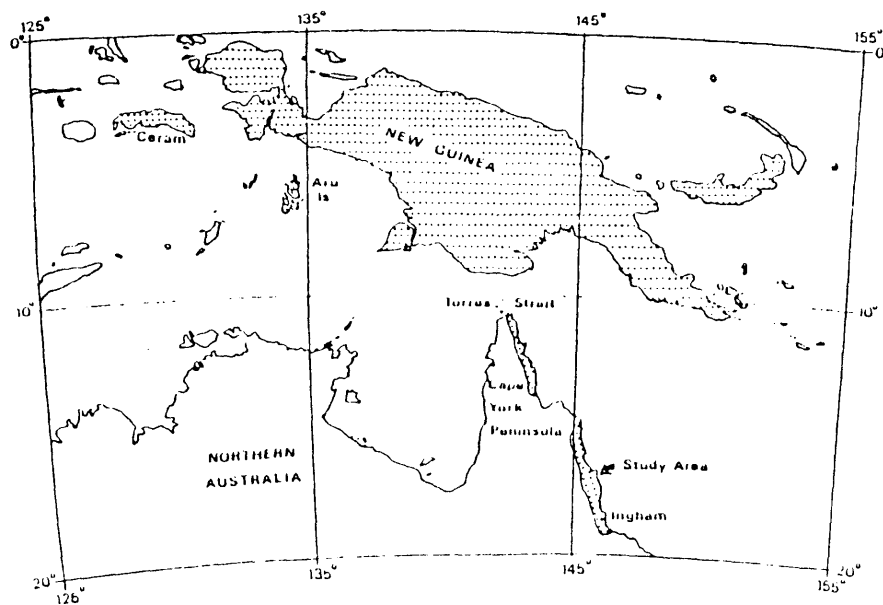 125°
135°
145°
155°
0°
0
Ceram
NEW GUINEA
Aru
Is
10°
10°
Torres Strait
Cape
York
Peninsula
NORTHERN
AUSTRALIA
Study Area
Ingham
20°
20°
125°
135°
145°
155°